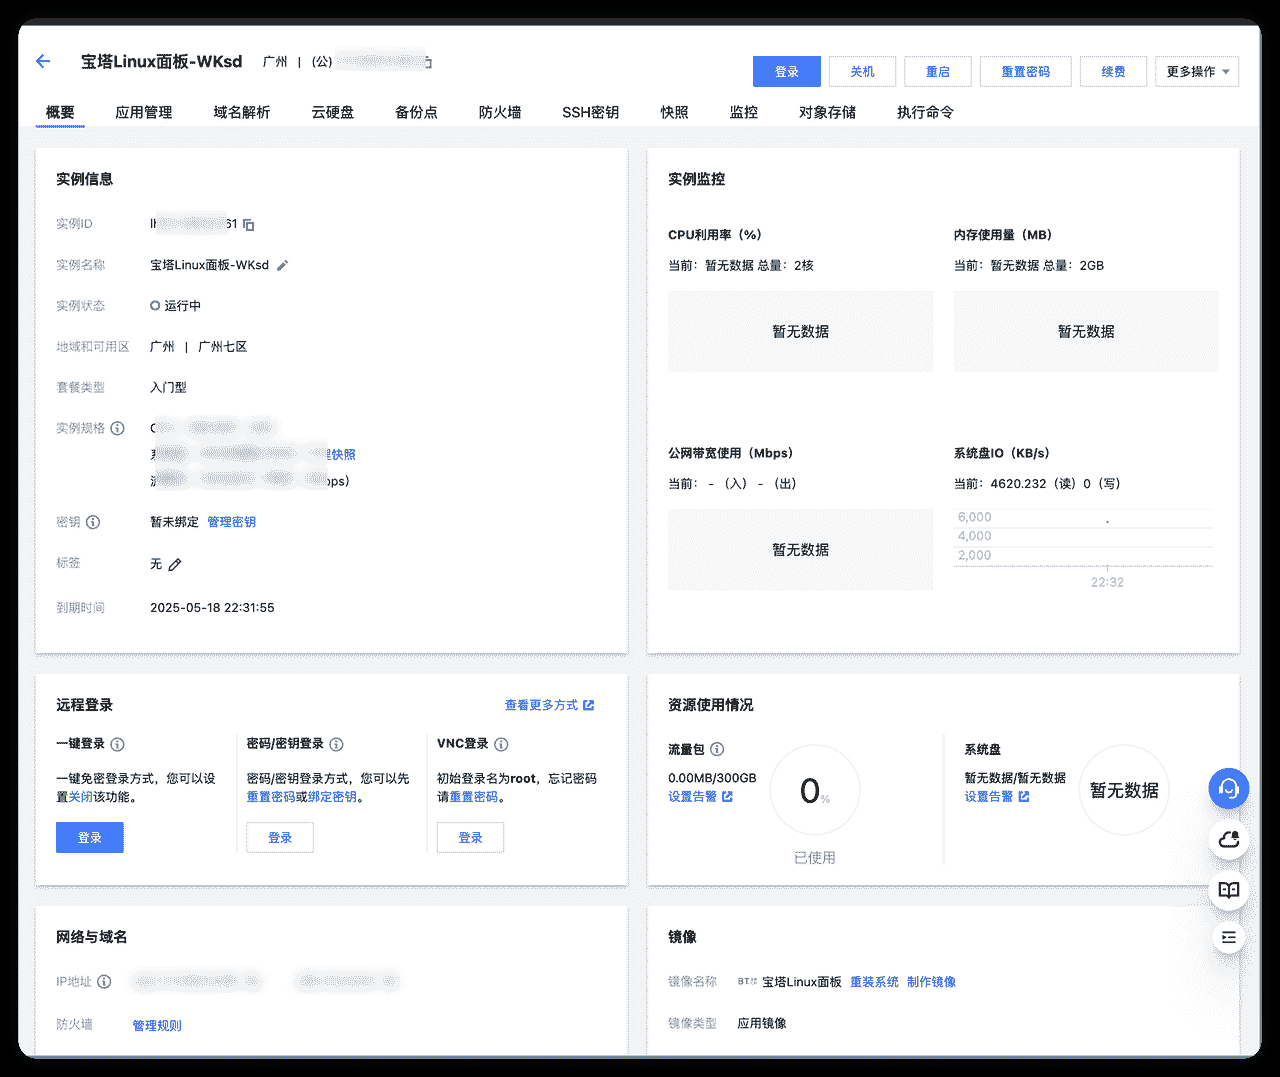 宝塔Linux面板-WKsd 广州 | (公)
登录 关机 重启 重置密码 续费 更多操作
概要 应用管理 域名解析 云硬盘 备份点 防火墙 SSH密钥 快照 监控 对象存储 执行命令
实例信息
实例ID 61
实例名称 宝塔Linux面板-WKsd
实例状态 运行中
地域和可用区 广州 | 广州七区
套餐类型 入门型
实例规格
快照
ps)
密钥 暂未绑定 管理密钥
标签 无
到期时间 2025-05-18 22:31:55
实例监控
CPU利用率（%）
当前：暂无数据 总量：2核
暂无数据
内存使用量（MB）
当前：暂无数据 总量：2GB
暂无数据
公网带宽使用（Mbps）
当前： -（入） -（出）
暂无数据
系统盘IO（KB/s）
当前：4620.232（读）0（写）
6,000
4,000
2,000
22:32
远程登录 查看更多方式
一键登录
一键免密登录方式，您可以设
置关闭该功能。
登录
密码/密钥登录
密码/密钥登录方式，您可以先
重置密码或绑定密钥。
登录
VNC登录
初始登录名为root，忘记密码
请重置密码。
登录
资源使用情况
流量包
0.00MB/300GB
设置告警
0%
已使用
系统盘
暂无数据/暂无数据
设置告警
暂无数据
网络与域名
IP地址
防火墙 管理规则
镜像
镜像名称 BT 宝塔Linux面板 重装系统 制作镜像
镜像类型 应用镜像